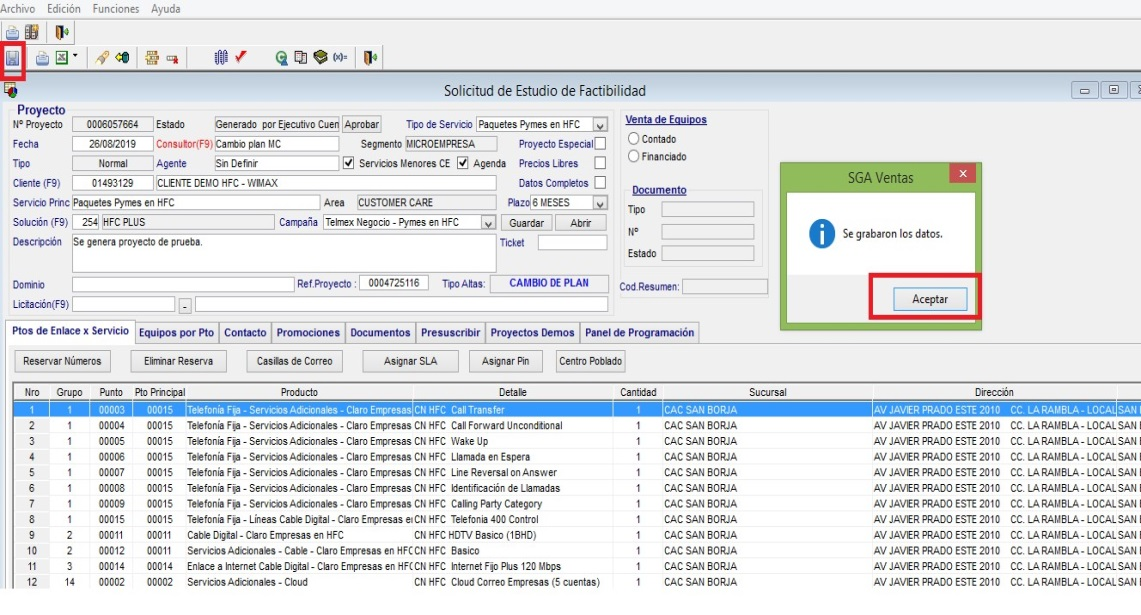 Archivo Edición Funciones Ayuda
Solicitud de Estudio de Factibilidad
Proyecto
Nº Proyecto 0006057664 Estado Generado por Ejecutivo Cuen Aprobar Tipo de Servicio Paquetes Pymes en HFC
Fecha 26/08/2019 Consultor(F9) Cambio plan MC Segmento MICROEMPRESA Proyecto Especial
Tipo Normal Agente Sin Definir Servicios Menores CE Agenda Precios Libres
Cliente (F9) 01493129 CLIENTE DEMO HFC - WIMAX Datos Completos
Servicio Princ Paquetes Pymes en HFC Area CUSTOMER CARE Plazo 6 MESES
Solución (F9) 254 HFC PLUS Campaña Telmex Negocio - Pymes en HFC Guardar Abrir
Descripción Se genera proyecto de prueba. Ticket
Dominio Ref.Proyecto : 0004725116 Tipo Altas: CAMBIO DE PLAN
Licitación(F9) -
Venta de Equipos
Contado
Financiado
Documento
Tipo
Nº
Estado
Cod.Resumen:
SGA Ventas
Se grabaron los datos.
Aceptar
Ptos de Enlace x Servicio Equipos por Pto Contacto Promociones Documentos Presuscribir Proyectos Demos Panel de Programación
Reservar Números Eliminar Reserva Casillas de Correo Asignar SLA Asignar Pin Centro Poblado
Nro Grupo Punto Pto Principal Producto Detalle Cantidad Sucursal Dirección
1 1 00003 00015 Telefonía Fija - Servicios Adicionales - Claro Empresas CN HFC Call Transfer 1 CAC SAN BORJA AV JAVIER PRADO ESTE 2010 CC. LA RAMBLA - LOCAL SAN
2 1 00004 00015 Telefonía Fija - Servicios Adicionales - Claro Empresas CN HFC Call Forward Unconditional 1 CAC SAN BORJA AV JAVIER PRADO ESTE 2010 CC. LA RAMBLA - LOCAL SAN
3 1 00005 00015 Telefonía Fija - Servicios Adicionales - Claro Empresas CN HFC Wake Up 1 CAC SAN BORJA AV JAVIER PRADO ESTE 2010 CC. LA RAMBLA - LOCAL SAN
4 1 00006 00015 Telefonía Fija - Servicios Adicionales - Claro Empresas CN HFC Llamada en Espera 1 CAC SAN BORJA AV JAVIER PRADO ESTE 2010 CC. LA RAMBLA - LOCAL SAN
5 1 00007 00015 Telefonía Fija - Servicios Adicionales - Claro Empresas CN HFC Line Reversal on Answer 1 CAC SAN BORJA AV JAVIER PRADO ESTE 2010 CC. LA RAMBLA - LOCAL SAN
6 1 00008 00015 Telefonía Fija - Servicios Adicionales - Claro Empresas CN HFC Identificación de Llamadas 1 CAC SAN BORJA AV JAVIER PRADO ESTE 2010 CC. LA RAMBLA - LOCAL SAN
7 1 00009 00015 Telefonía Fija - Servicios Adicionales - Claro Empresas CN HFC Calling Party Category 1 CAC SAN BORJA AV JAVIER PRADO ESTE 2010 CC. LA RAMBLA - LOCAL SAN
8 1 00015 00015 Telefonía Fija - Líneas Cable Digital - Claro Empresas CN HFC Telefonia 400 Control 1 CAC SAN BORJA AV JAVIER PRADO ESTE 2010 CC. LA RAMBLA - LOCAL SAN
9 2 00011 00011 Cable Digital - Claro Empresas en HFC CN HFC HDTV Basico (1BHD) 1 CAC SAN BORJA AV JAVIER PRADO ESTE 2010 CC. LA RAMBLA - LOCAL SAN
10 2 00012 00011 Servicios Adicionales - Cable - Claro Empresas en HFC CN HFC Basico 1 CAC SAN BORJA AV JAVIER PRADO ESTE 2010 CC. LA RAMBLA - LOCAL SAN
11 3 00014 00014 Enlace a Internet Cable Digital - Claro Empresas en HF CN HFC Internet Fijo Plus 120 Mbps 1 CAC SAN BORJA AV JAVIER PRADO ESTE 2010 CC. LA RAMBLA - LOCAL SAN
12 14 00002 00002 Servicios Adicionales - Cloud CN HFC Cloud Correo Empresas (5 cuentas) 1 CAC SAN BORJA AV JAVIER PRADO ESTE 2010 CC. LA RAMBLA - LOCAL SAN